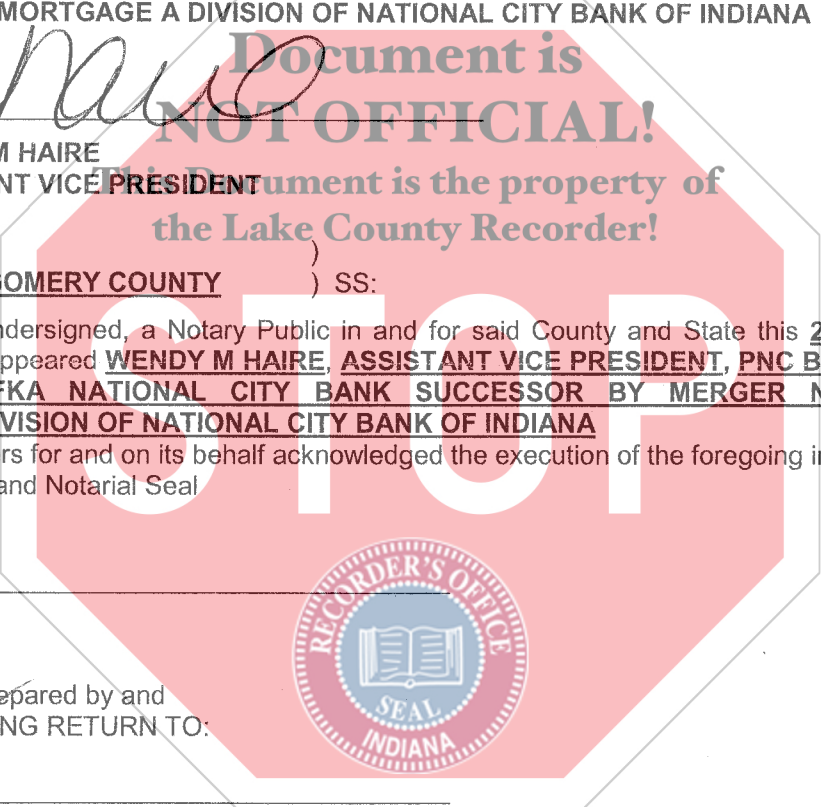 MORTGAGE A DIVISION OF NATIONAL CITY BANK OF INDIANA
Document is
NOT OFFICIAL!
M HAIRE
This Document is the property of
NT VICE PRESIDENT
the Lake County Recorder!
)
GOMERY COUNTY ) SS:
ndersigned, a Notary Public in and for said County and State this 2
ppeared WENDY M HAIRE, ASSISTANT VICE PRESIDENT, PNC B
FKA NATIONAL CITY BANK SUCCESSOR BY MERGER N
VISION OF NATIONAL CITY BANK OF INDIANA
rs for and on its behalf acknowledged the execution of the foregoing in
and Notarial Seal
STOP
RECORDER'S OFFICE
SEAL
INDIANA
epared by and
NG RETURN TO: